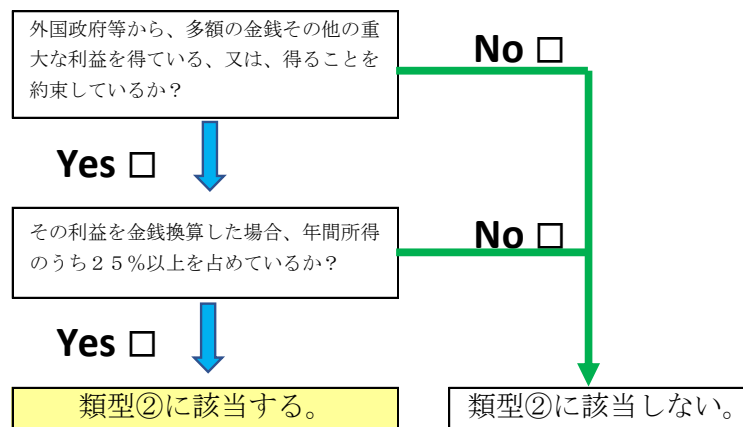 外国政府等から、多額の金銭その他の重
大な利益を得ている、又は、得ることを
約束しているか？
No □
Yes □
その利益を金銭換算した場合、年間所得
のうち２５％以上を占めているか？
No □
Yes □
類型②に該当する。
類型②に該当しない。